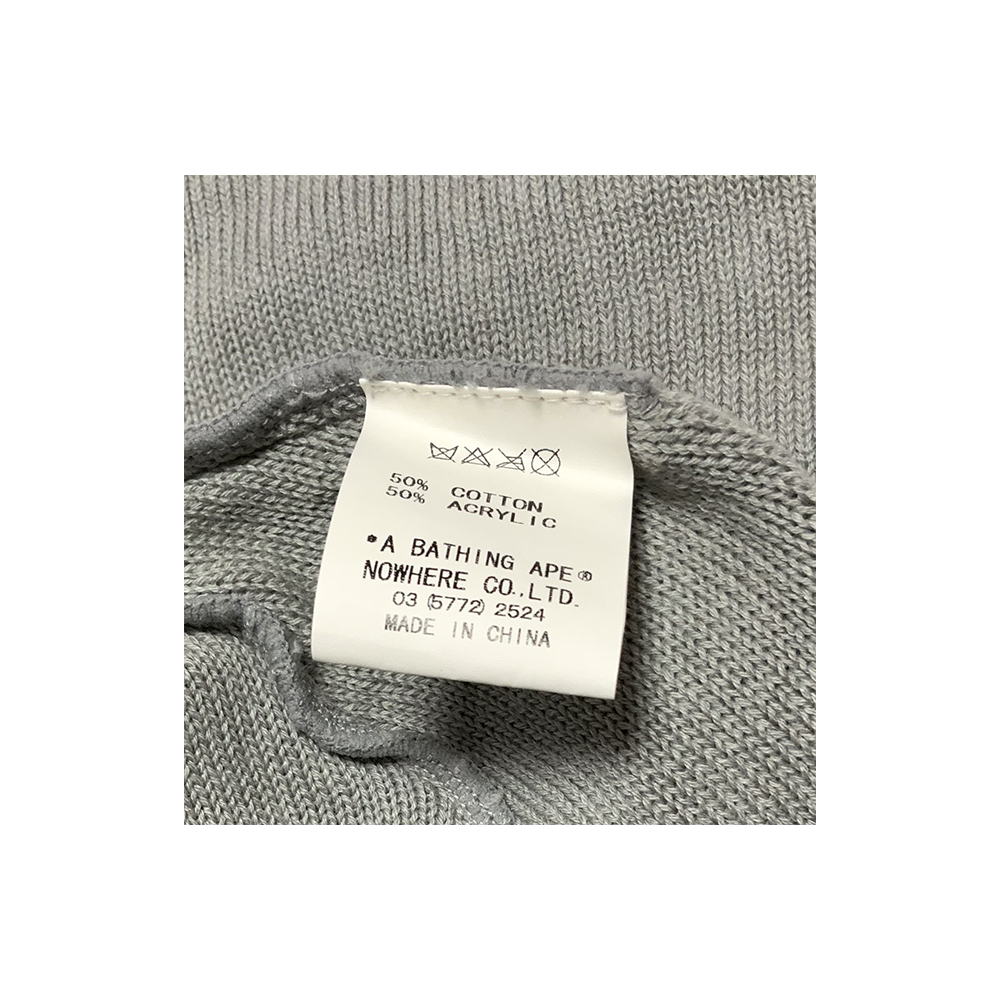 50% COTTON
50% ACRYLIC
*A BATHING APE®
NOWHERE CO.,LTD.
03 (5772) 2524
MADE IN CHINA